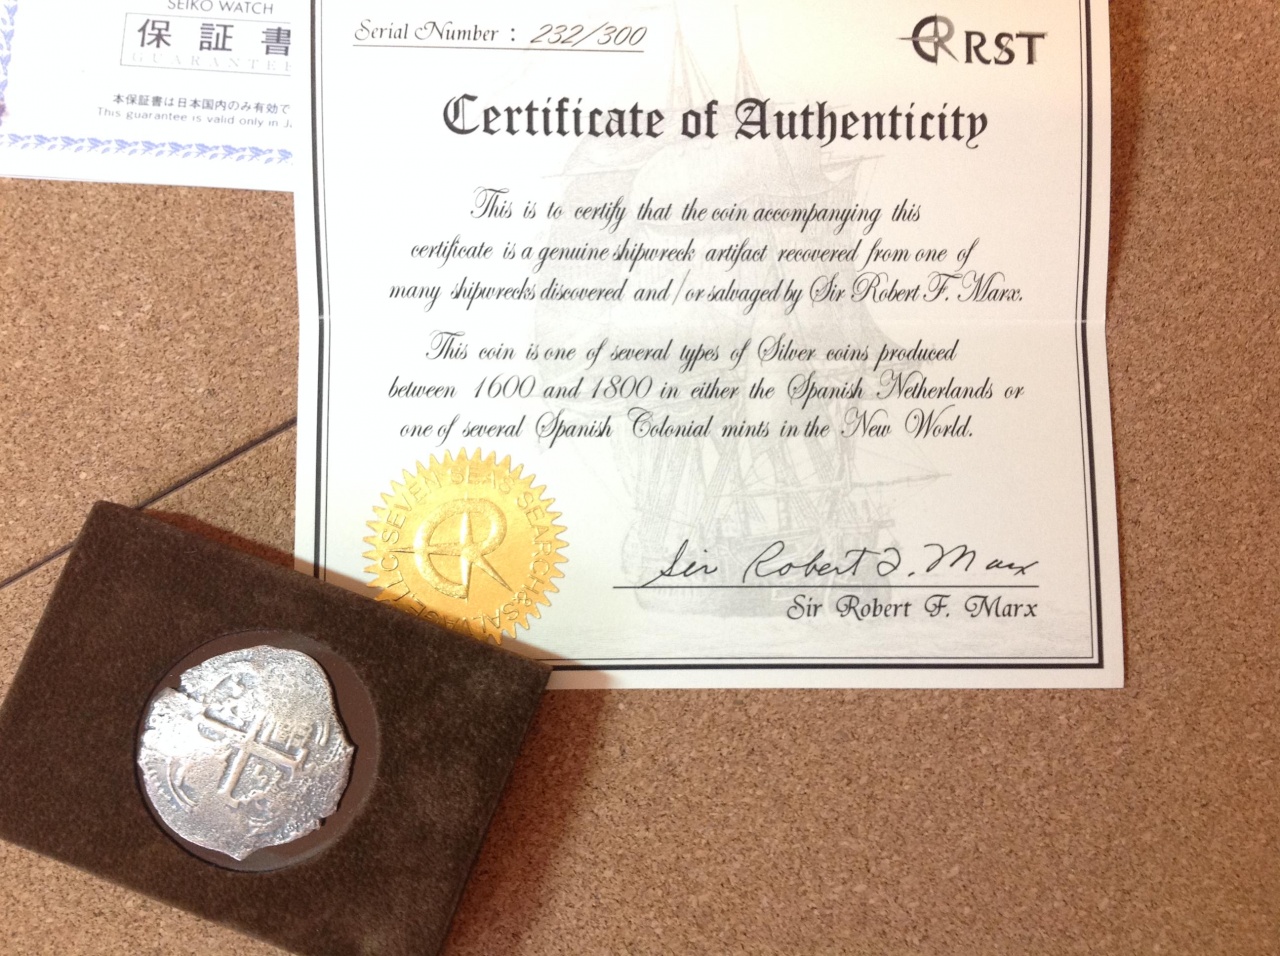 SEIKO WATCH
保証書
GUARANTEE
本保証書は日本国内のみ有効で
This guarantee is valid only in J
Serial Number : 232/300
RST
Certificate of Authenticity
This is to certify that the coin accompanying this
certificate is a genuine shipwreck artifact recovered from one of
many shipwrecks discovered and/or salvaged by Sir Robert F. Marx.
This coin is one of several types of Silver coins produced
between 1600 and 1800 in either the Spanish Netherlands or
one of several Spanish Colonial mints in the New World.
SEVEN SEAS SEARCH & SALVAGE LLC
Sir Robert F. Marx
Sir Robert F. Marx